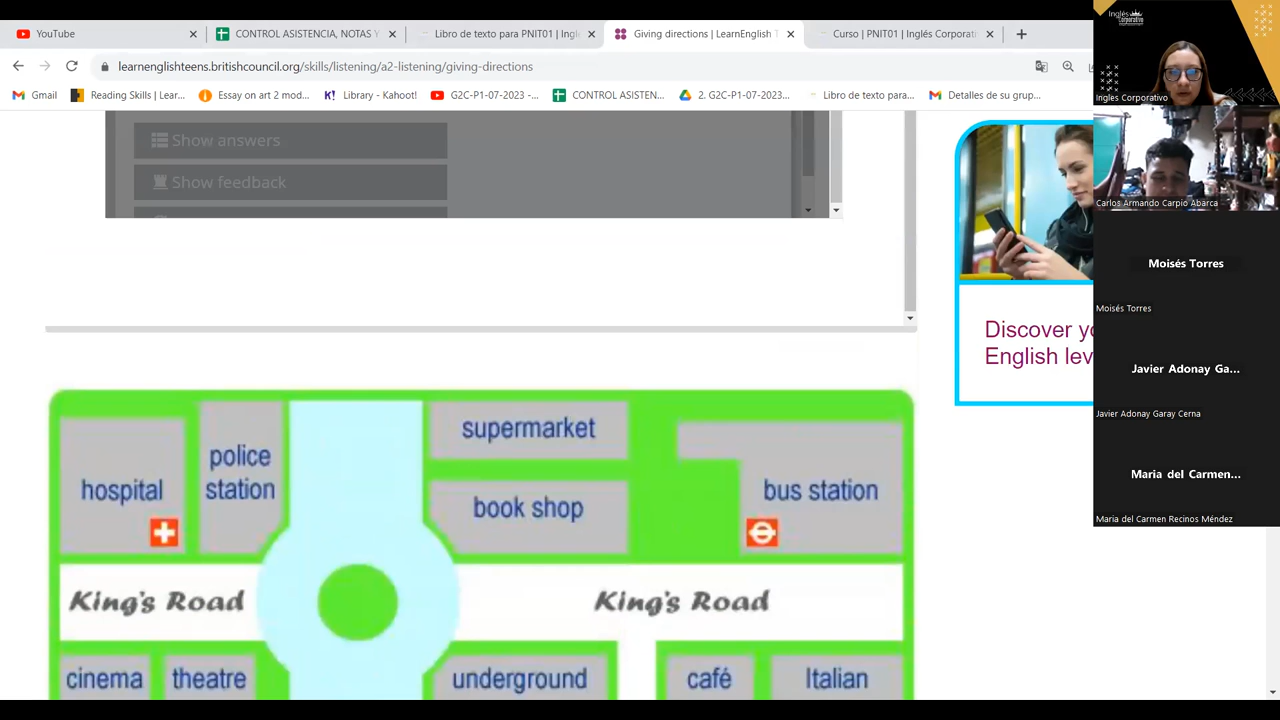 YouTube
CONTROL ASISTENCIA, NOTAS Y
Libro de texto para PNIT01 | Ingl
Giving directions | LearnEnglish T
Curso | PNIT01 | Inglés Corporati
learnenglishteens.britishcouncil.org/skills/listening/a2-listening/giving-directions
Gmail
Reading Skills | Lear...
Essay on art 2 mod...
Library - Kahoot!
G2C-P1-07-2023 -...
CONTROL ASISTEN...
2. G2C-P1-07-2023...
Libro de texto para...
Detalles de su grup...
Show answers
Show feedback
Discover yo
English lev
supermarket
police
station
hospital
book shop
bus station
King's Road
King's Road
cinema
theatre
underground
café
Italian
Inglés
Corporativo
Ingles Corporativo
Carlos Armando Carpio Abarca
Moisés Torres
Moisés Torres
Javier Adonay Ga...
Javier Adonay Garay Cerna
Maria del Carmen...
Maria del Carmen Recinos Méndez